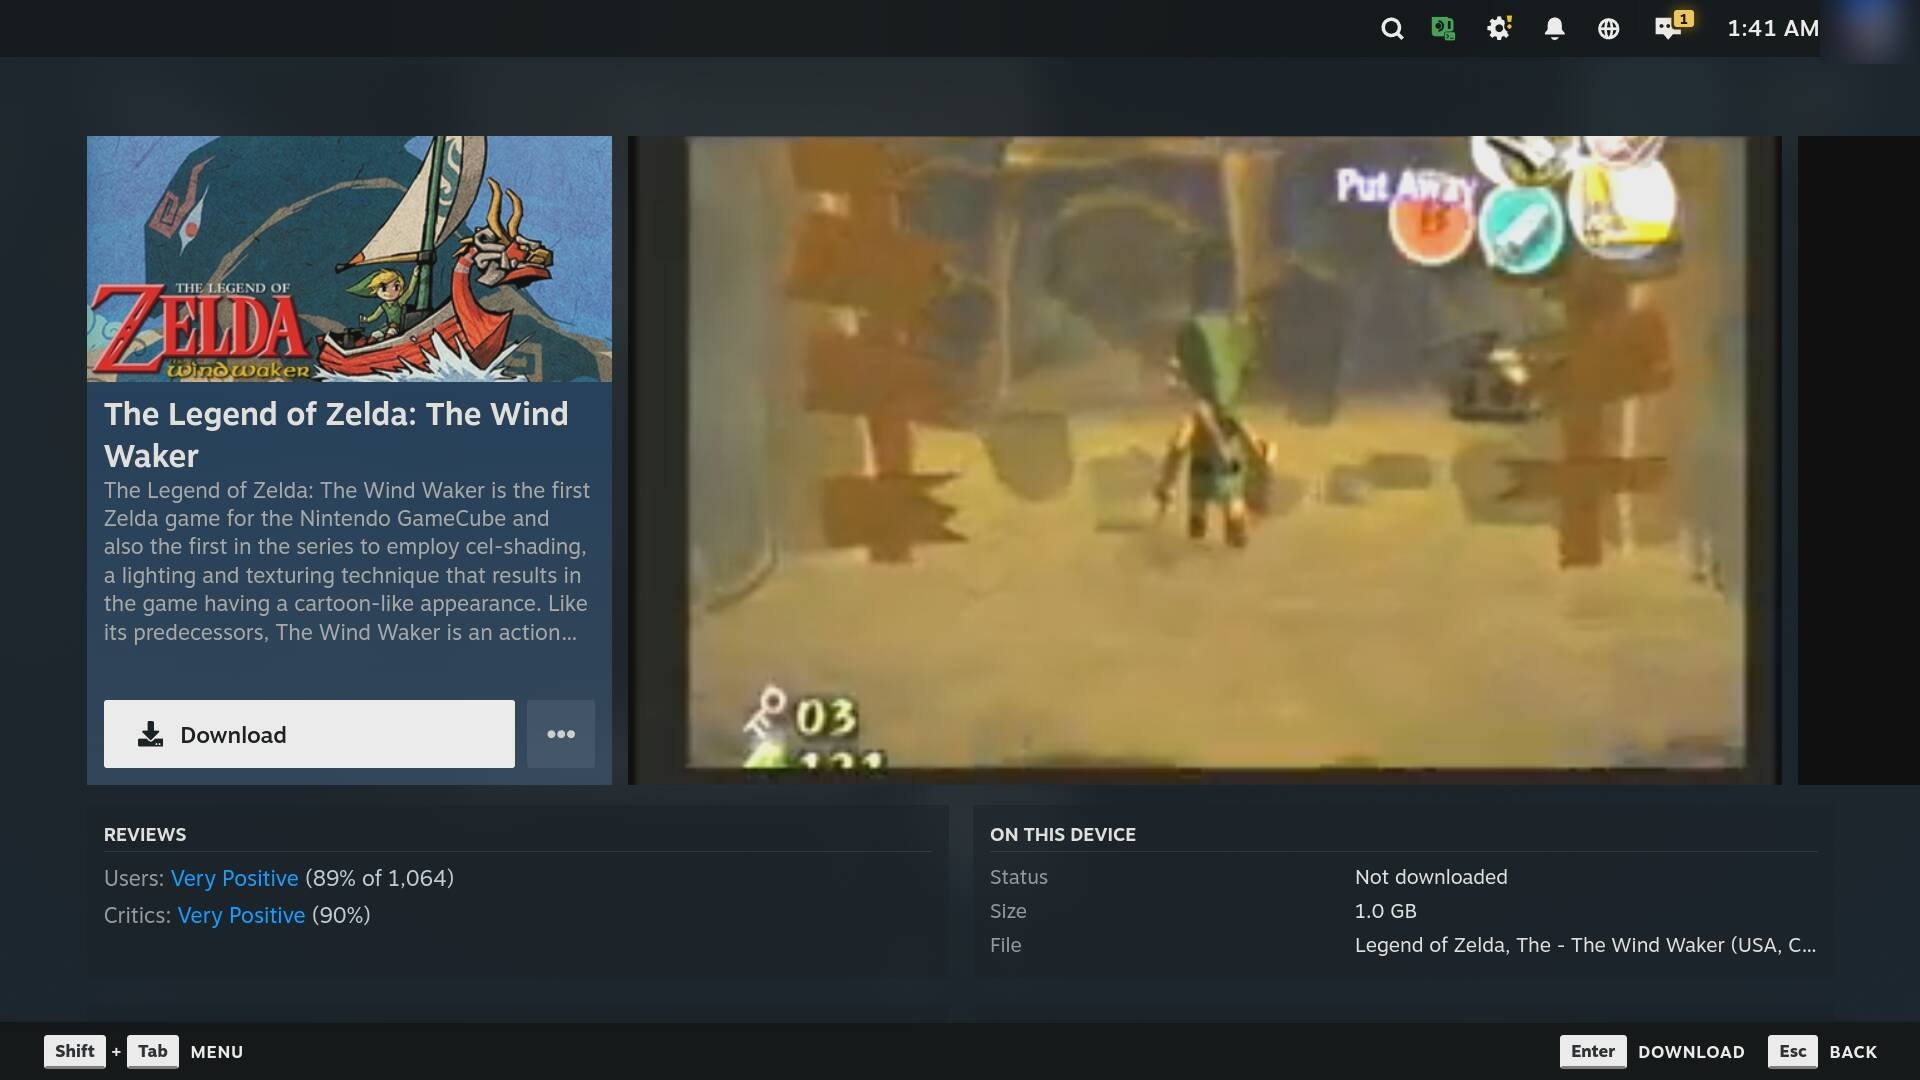 1
1:41 AM
THE LEGEND OF
ZELDA
the
Wind Waker
Put Away
B
03
121
The Legend of Zelda: The Wind
Waker
The Legend of Zelda: The Wind Waker is the first
Zelda game for the Nintendo GameCube and
also the first in the series to employ cel-shading,
a lighting and texturing technique that results in
the game having a cartoon-like appearance. Like
its predecessors, The Wind Waker is an action...
Download
REVIEWS
Users: Very Positive (89% of 1,064)
Critics: Very Positive (90%)
ON THIS DEVICE
Status Not downloaded
Size 1.0 GB
File Legend of Zelda, The - The Wind Waker (USA, C...
Shift + Tab MENU
Enter DOWNLOAD Esc BACK